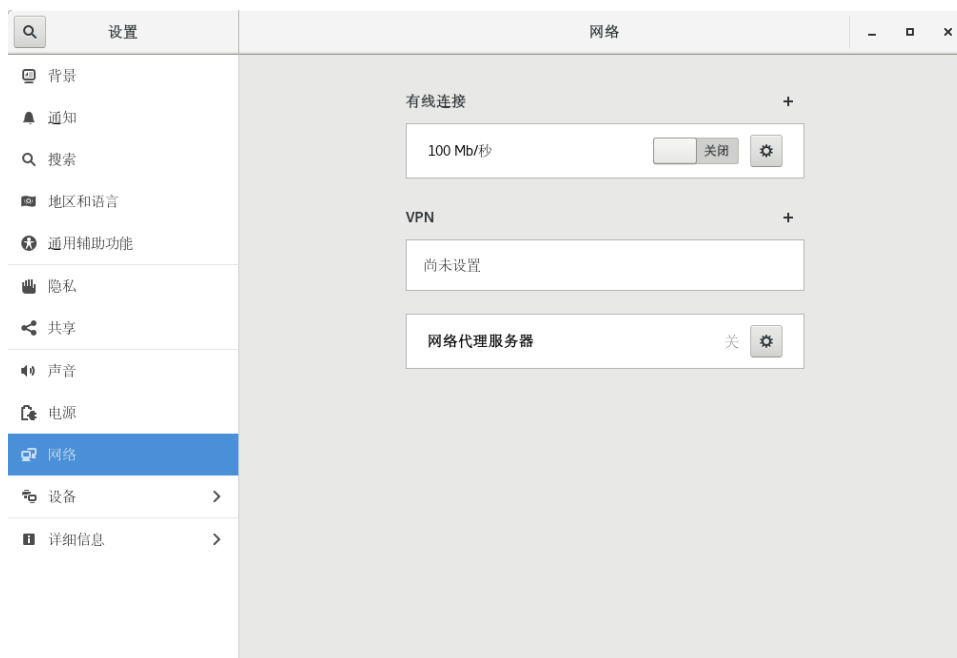 设置
网络
背景
通知
搜索
地区和语言
通用辅助功能
隐私
共享
声音
电源
网络
设备
详细信息
有线连接
100 Mb/秒 关闭
VPN
尚未设置
网络代理服务器 关